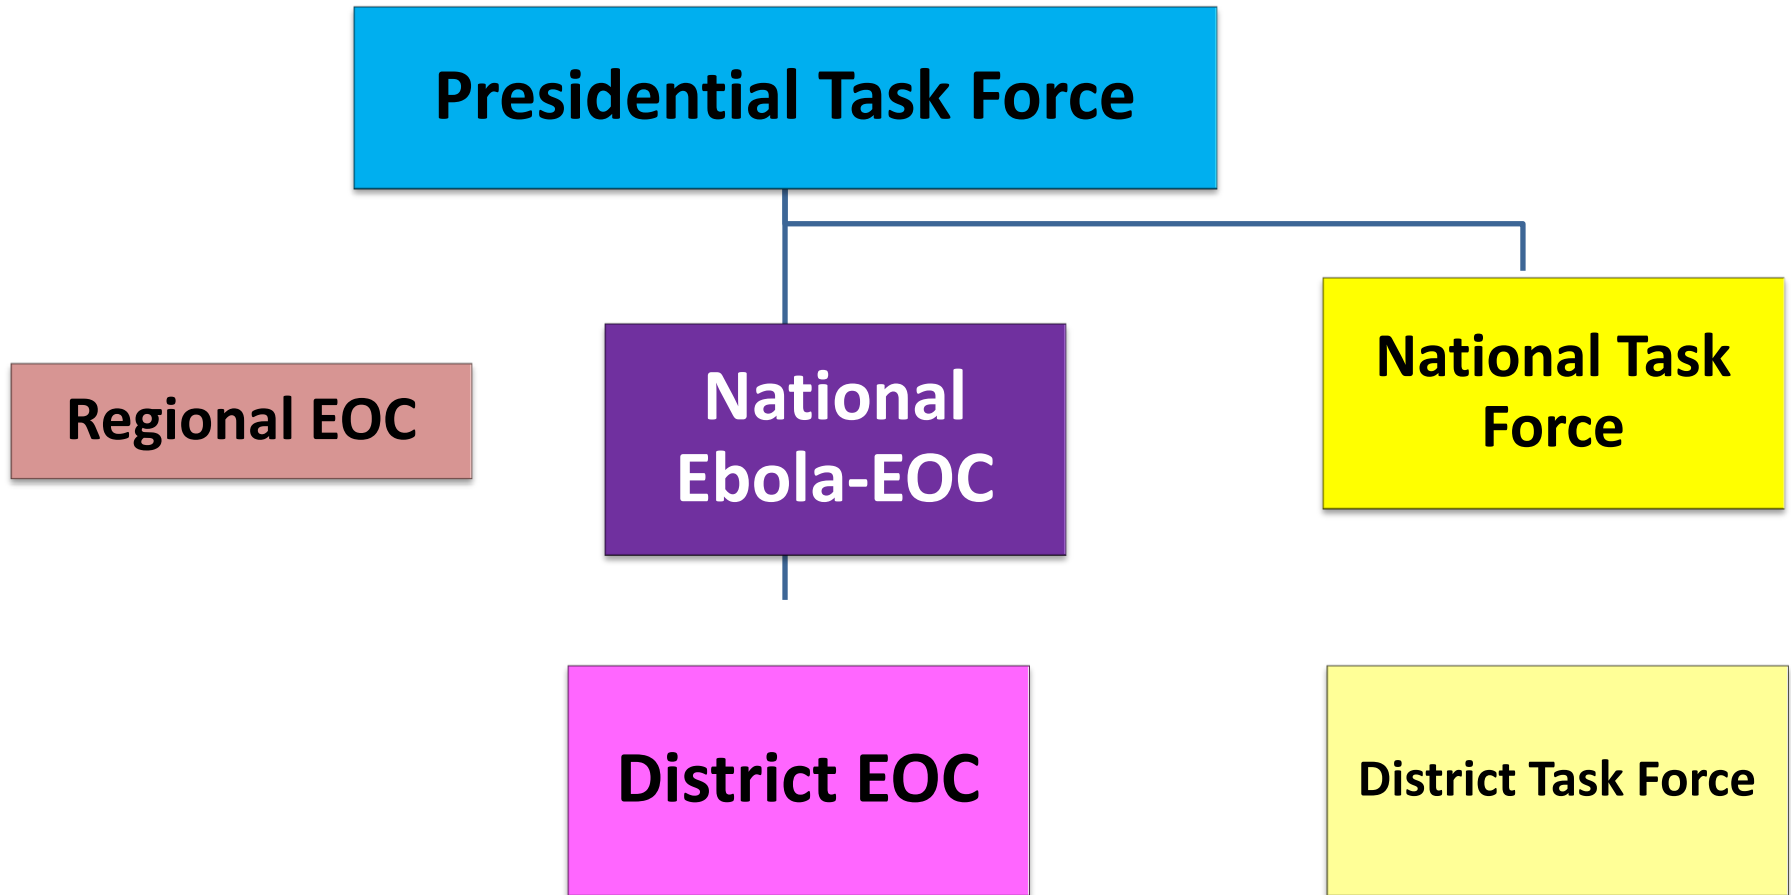 Presidential Task Force
Regional EOC
National
Ebola-EOC
National Task
Force
District EOC
District Task Force